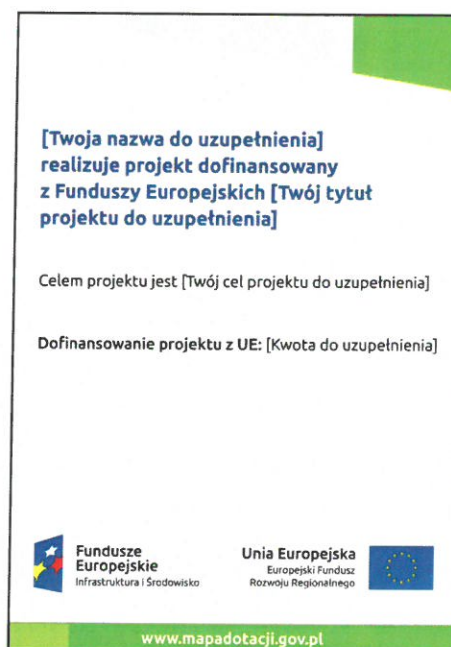 [Twoja nazwa do uzupełnienia]
realizuje projekt dofinansowany
z Funduszy Europejskich [Twój tytuł
projektu do uzupełnienia]
Celem projektu jest [Twój cel projektu do uzupełnienia]
Dofinansowanie projektu z UE: [Kwota do uzupełnienia]
Fundusze
Europejskie
Infrastruktura i Środowisko
Unia Europejska
Europejski Fundusz
Rozwoju Regionalnego
www.mapadotacji.gov.pl